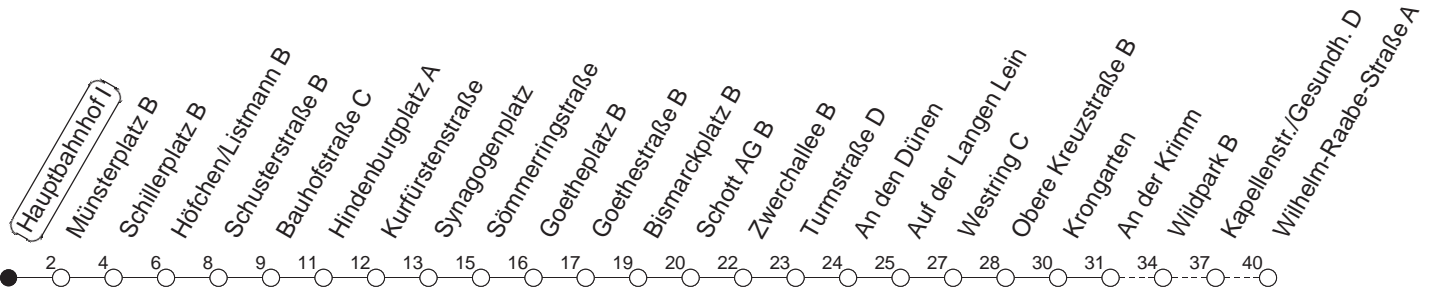 Hauptbahnhof I
Münsterplatz B
Schillerplatz B
Höfchen/Listmann B
Schusterstraße B
Bauhofstraße C
Hindenburgplatz A
Kurfürstenstraße
Synagogenplatz
Sömmerringstraße
Goetheplatz B
Goethestraße B
Bismarckplatz B
Schott AG B
Zwerchallee B
Turmstraße D
An den Dünen
Auf der Langen Lein
Westring C
Obere Kreuzstraße B
Krongarten
An der Krimm
Wildpark B
Kapellenstr./Gesundh. D
Wilhelm-Raabe-Straße A
2 4 6 8 9 11 12 13 15 16 17 19 20 22 23 24 25 27 28 30 31 34 37 40